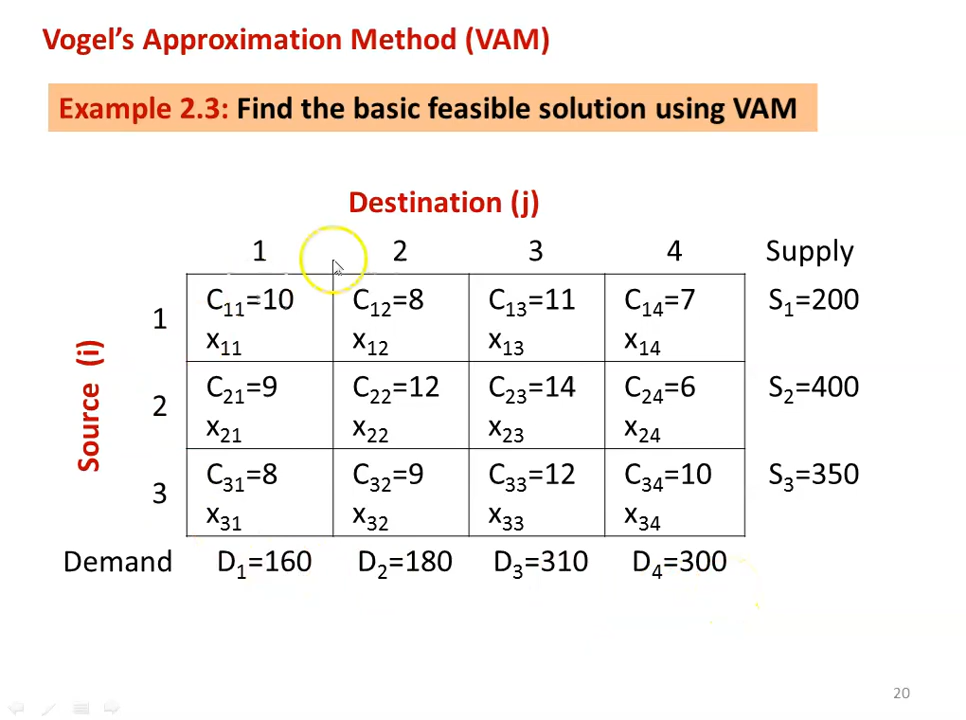 Vogel's Approximation Method (VAM)
Example 2.3: Find the basic feasible solution using VAM
Destination (j)
1 2 3 4 Supply
Source (i)
1 C₁₁=10 C₁₂=8 C₁₃=11 C₁₄=7 S₁=200
x₁₁ x₁₂ x₁₃ x₁₄
2 C₂₁=9 C₂₂=12 C₂₃=14 C₂₄=6 S₂=400
x₂₁ x₂₂ x₂₃ x₂₄
3 C₃₁=8 C₃₂=9 C₃₃=12 C₃₄=10 S₃=350
x₃₁ x₃₂ x₃₃ x₃₄
Demand D₁=160 D₂=180 D₃=310 D₄=300
20